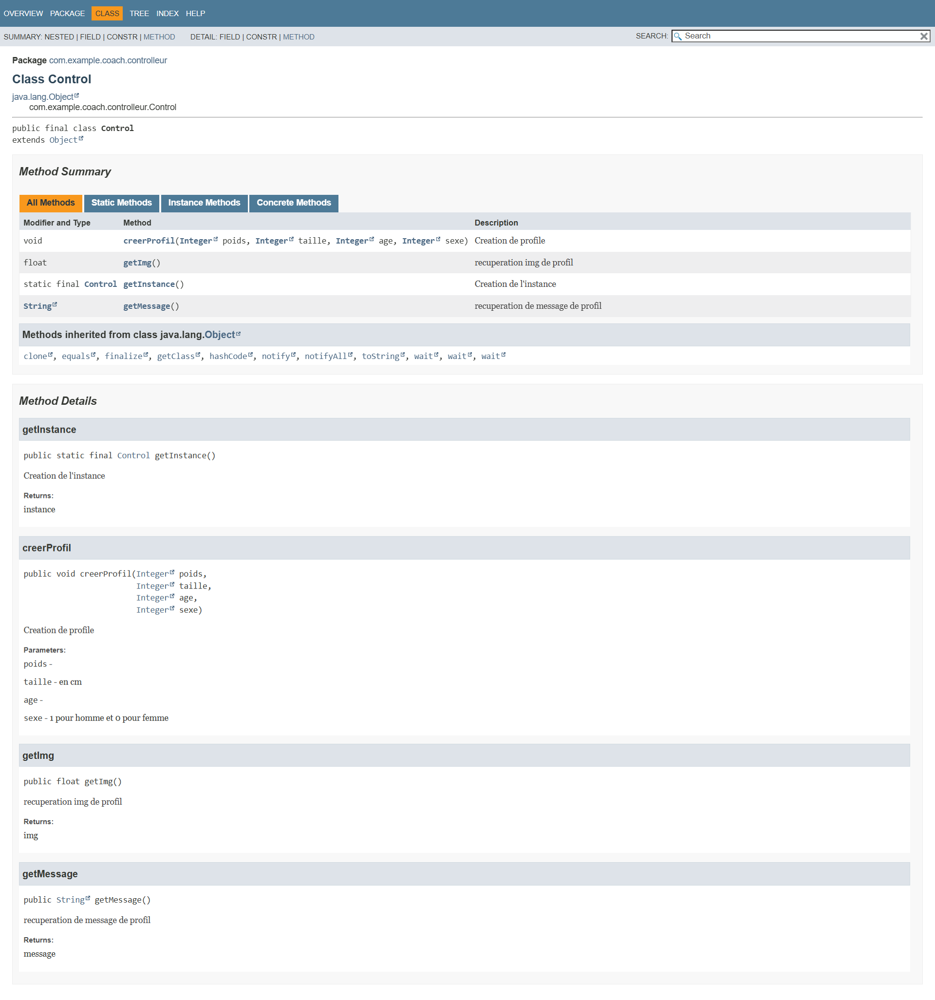 OVERVIEW PACKAGE CLASS TREE INDEX HELP
SUMMARY: NESTED | FIELD | CONSTR | METHOD DETAIL: FIELD | CONSTR | METHOD SEARCH: Search
Package com.example.coach.controlleur
Class Control
java.lang.Object
com.example.coach.controlleur.Control
public final class Control
extends Object
Method Summary
All Methods Static Methods Instance Methods Concrete Methods
Modifier and Type Method Description
void creerProfil(Integer poids, Integer taille, Integer age, Integer sexe) Creation de profile
float getImg() recuperation img de profil
static final Control getInstance() Creation de l'instance
String getMessage() recuperation de message de profil
Methods inherited from class java.lang.Object
clone, equals, finalize, getClass, hashCode, notify, notifyAll, toString, wait, wait, wait
Method Details
getInstance
public static final Control getInstance()
Creation de l'instance
Returns:
instance
creerProfil
public void creerProfil(Integer poids,
Integer taille,
Integer age,
Integer sexe)
Creation de profile
Parameters:
poids -
taille - en cm
age -
sexe - 1 pour homme et 0 pour femme
getImg
public float getImg()
recuperation img de profil
Returns:
img
getMessage
public String getMessage()
recuperation de message de profil
Returns:
message